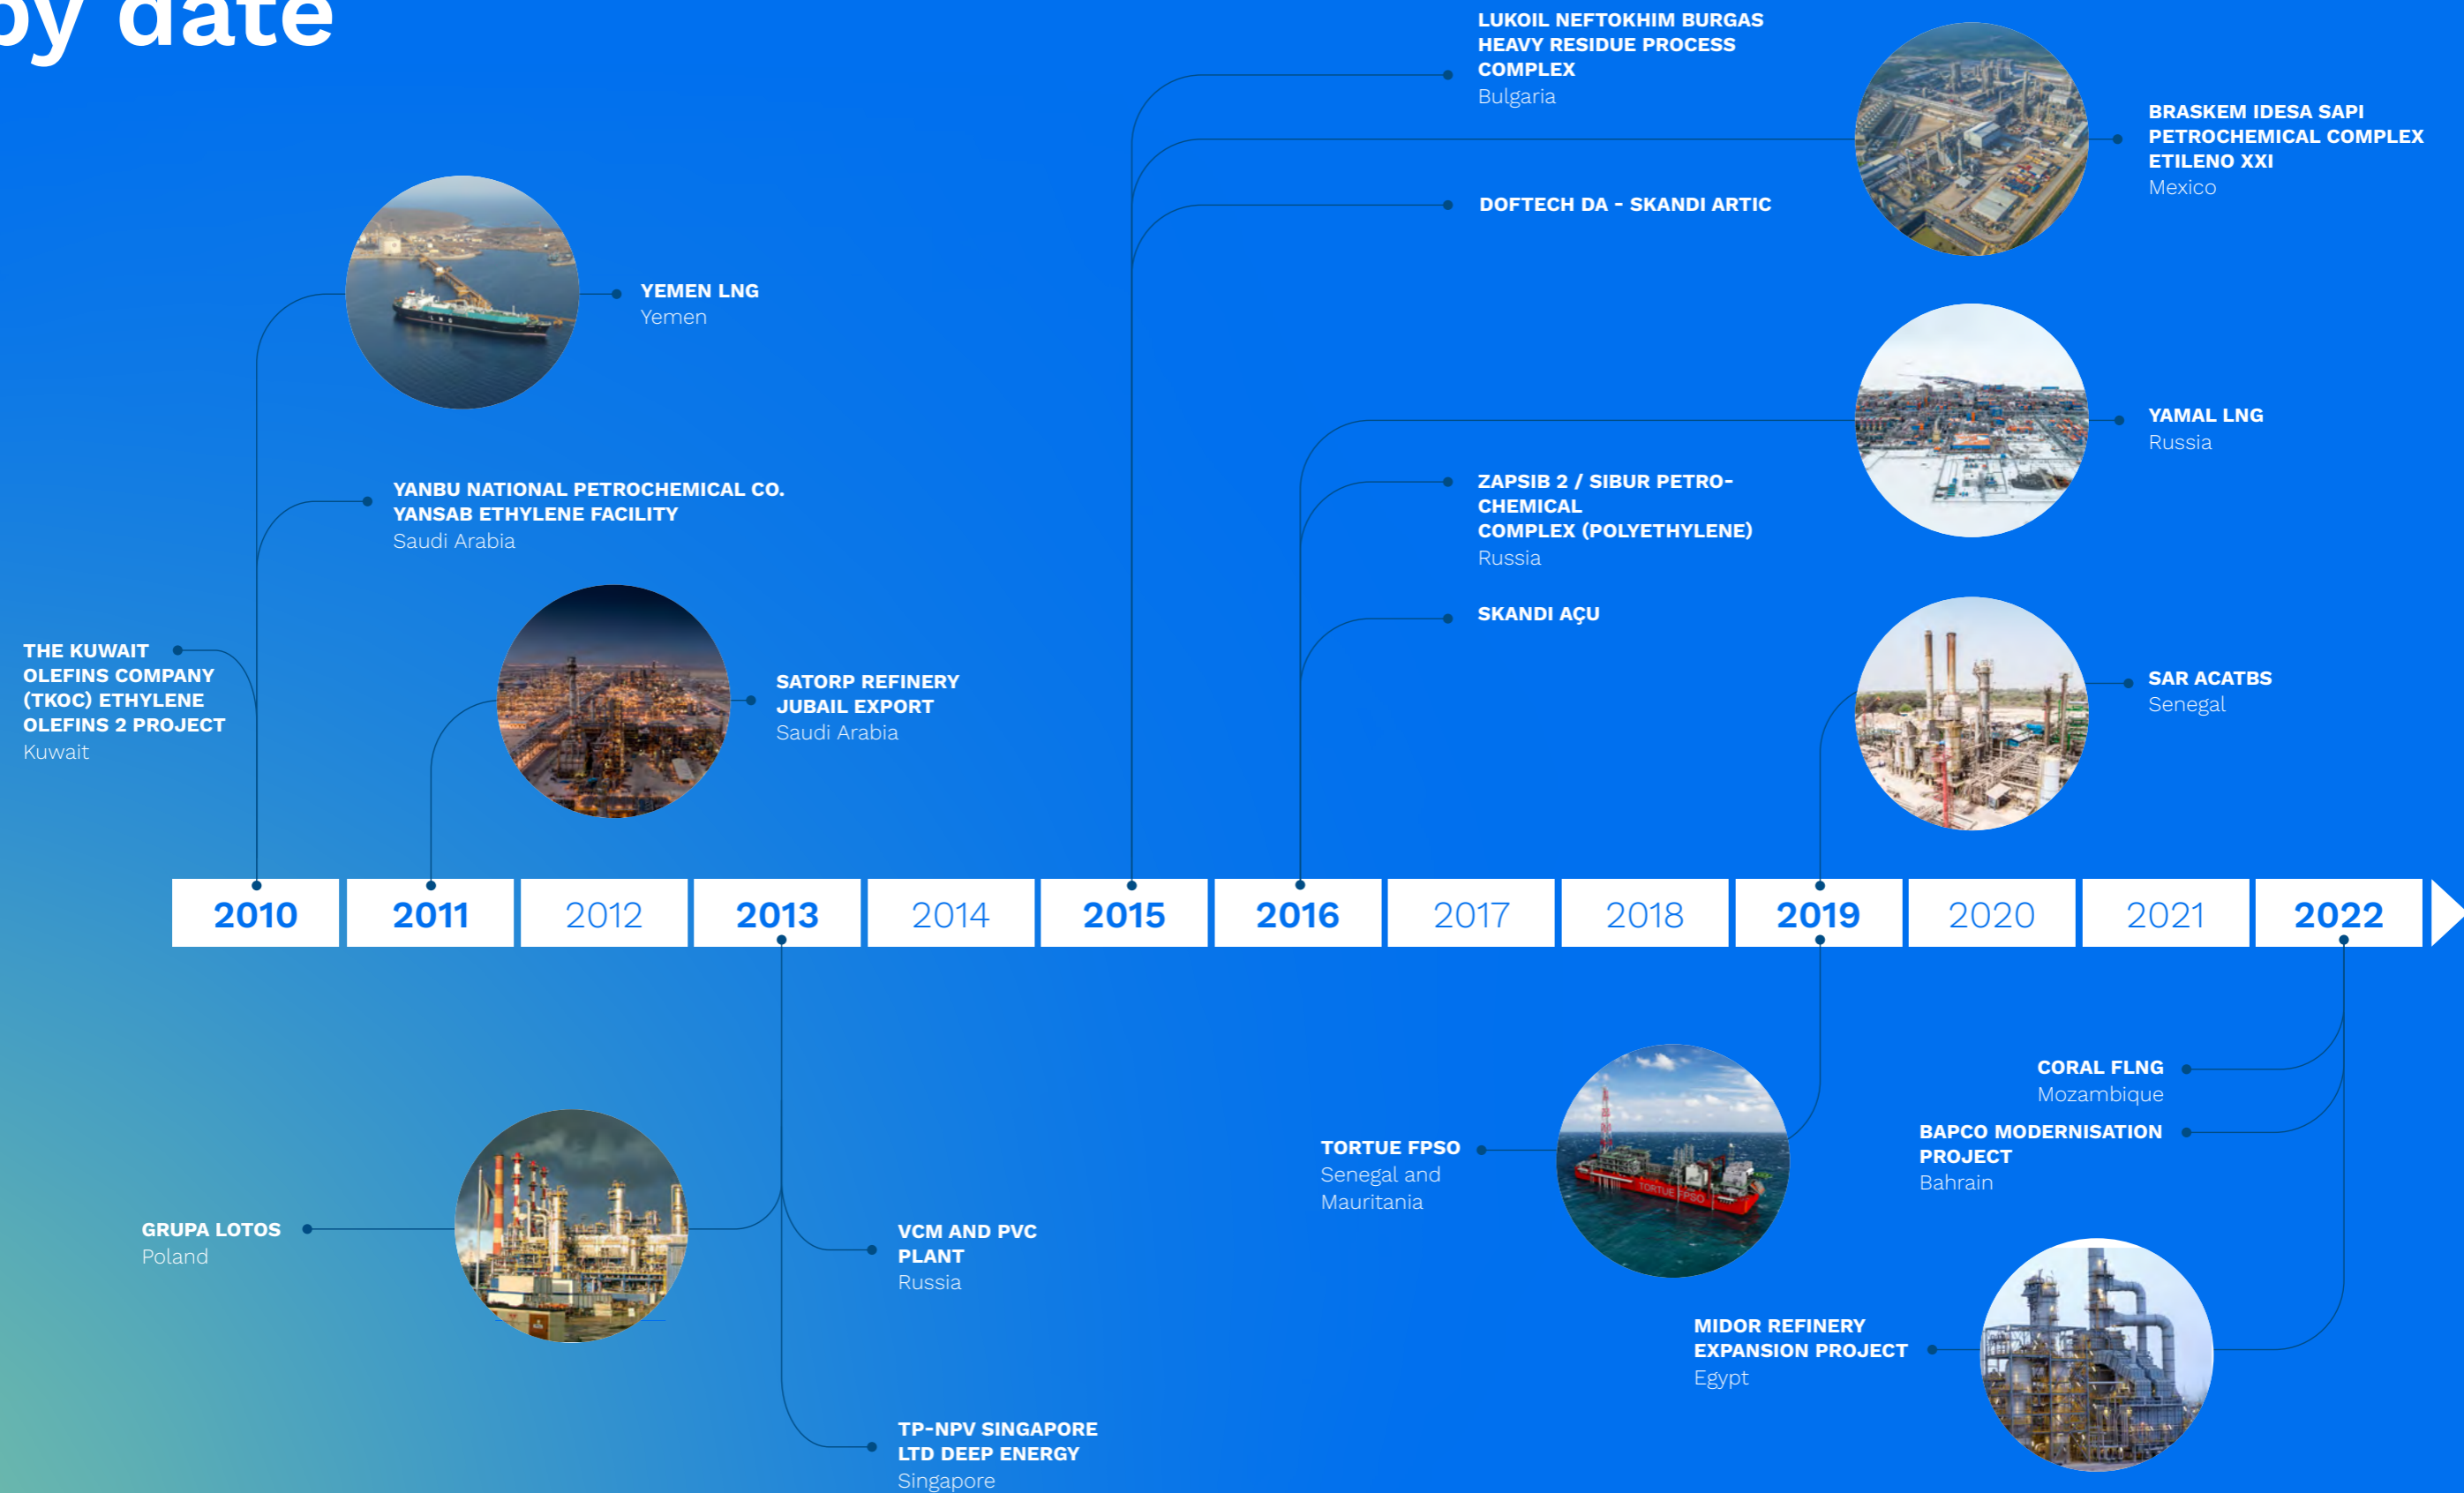 by date
LUKOIL NEFTOKHIM BURGAS
HEAVY RESIDUE PROCESS
COMPLEX
Bulgaria
BRASKEM IDESA SAPI
PETROCHEMICAL COMPLEX
ETILENO XXI
Mexico
DOFTECH DA - SKANDI ARTIC
YEMEN LNG
Yemen
YAMAL LNG
Russia
YANBU NATIONAL PETROCHEMICAL CO.
YANSAB ETHYLENE FACILITY
Saudi Arabia
ZAPSIB 2 / SIBUR PETRO-
CHEMICAL
COMPLEX (POLYETHYLENE)
Russia
SKANDI AÇU
THE KUWAIT
OLEFINS COMPANY
(TKOC) ETHYLENE
OLEFINS 2 PROJECT
Kuwait
SATORP REFINERY
JUBAIL EXPORT
Saudi Arabia
SAR ACATBS
Senegal
2010 2011 2012 2013 2014 2015 2016 2017 2018 2019 2020 2021 2022
CORAL FLNG
Mozambique
BAPCO MODERNISATION
PROJECT
Bahrain
TORTUE FPSO
Senegal and
Mauritania
TORTUE FPSO
GRUPA LOTOS
Poland
VCM AND PVC
PLANT
Russia
MIDOR REFINERY
EXPANSION PROJECT
Egypt
TP-NPV SINGAPORE
LTD DEEP ENERGY
Singapore